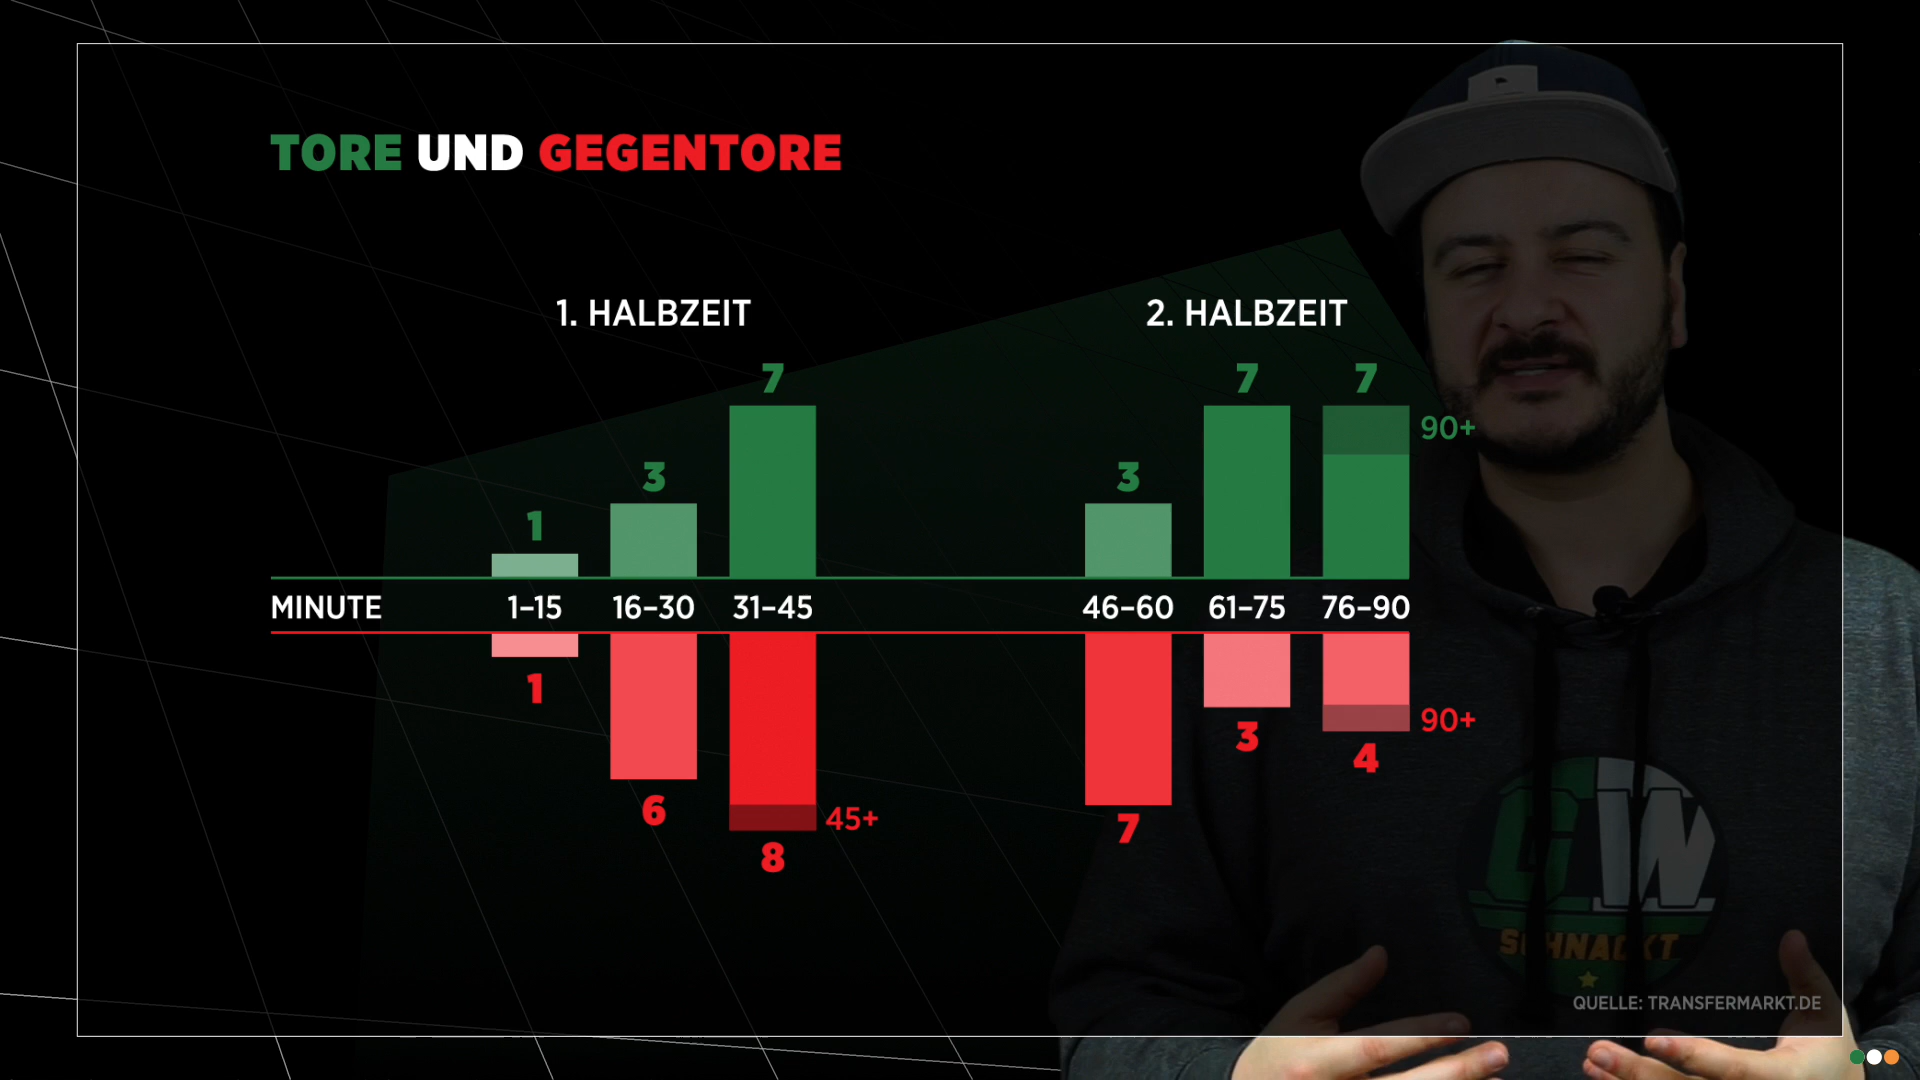 TORE UND GEGENTORE
1. HALBZEIT
2. HALBZEIT
1 3 7 3 7 7
90+
MINUTE 1–15 16–30 31–45 46–60 61–75 76–90
1 6 8 7 3 4
45+
90+
GW
SCHNACKT
QUELLE: TRANSFERMARKT.DE